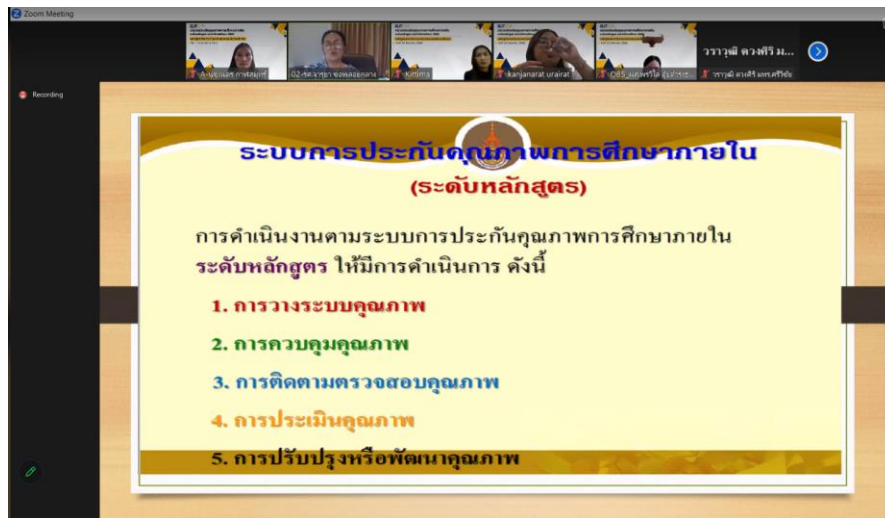 Zoom Meeting
Kittima
kanjanarat urairat
วราวุฒิ ดวงศิริ ม...
Recording
ระบบการประกันคุณภาพการศึกษาภายใน
(ระดับหลักสูตร)
การดำเนินงานตามระบบการประกันคุณภาพการศึกษาภายใน
ระดับหลักสูตร ให้มีการดำเนินการ ดังนี้
1. การวางระบบคุณภาพ
2. การควบคุมคุณภาพ
3. การติดตามตรวจสอบคุณภาพ
4. การประเมินคุณภาพ
5. การปรับปรุงหรือพัฒนาคุณภาพ